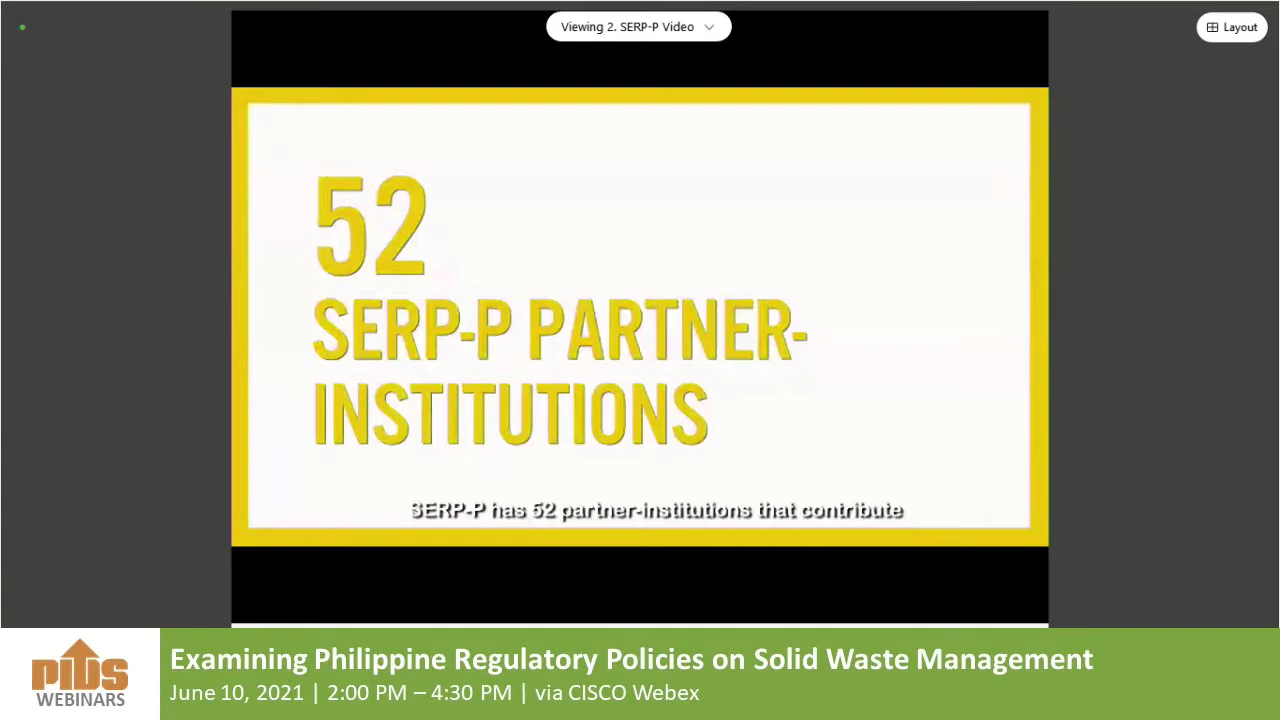 Viewing 2. SERP-P Video
Layout
52
SERP-P PARTNER-
INSTITUTIONS
SERP-P has 52 partner-institutions that contribute
PIDS
WEBINARS
Examining Philippine Regulatory Policies on Solid Waste Management
June 10, 2021 | 2:00 PM – 4:30 PM | via CISCO Webex